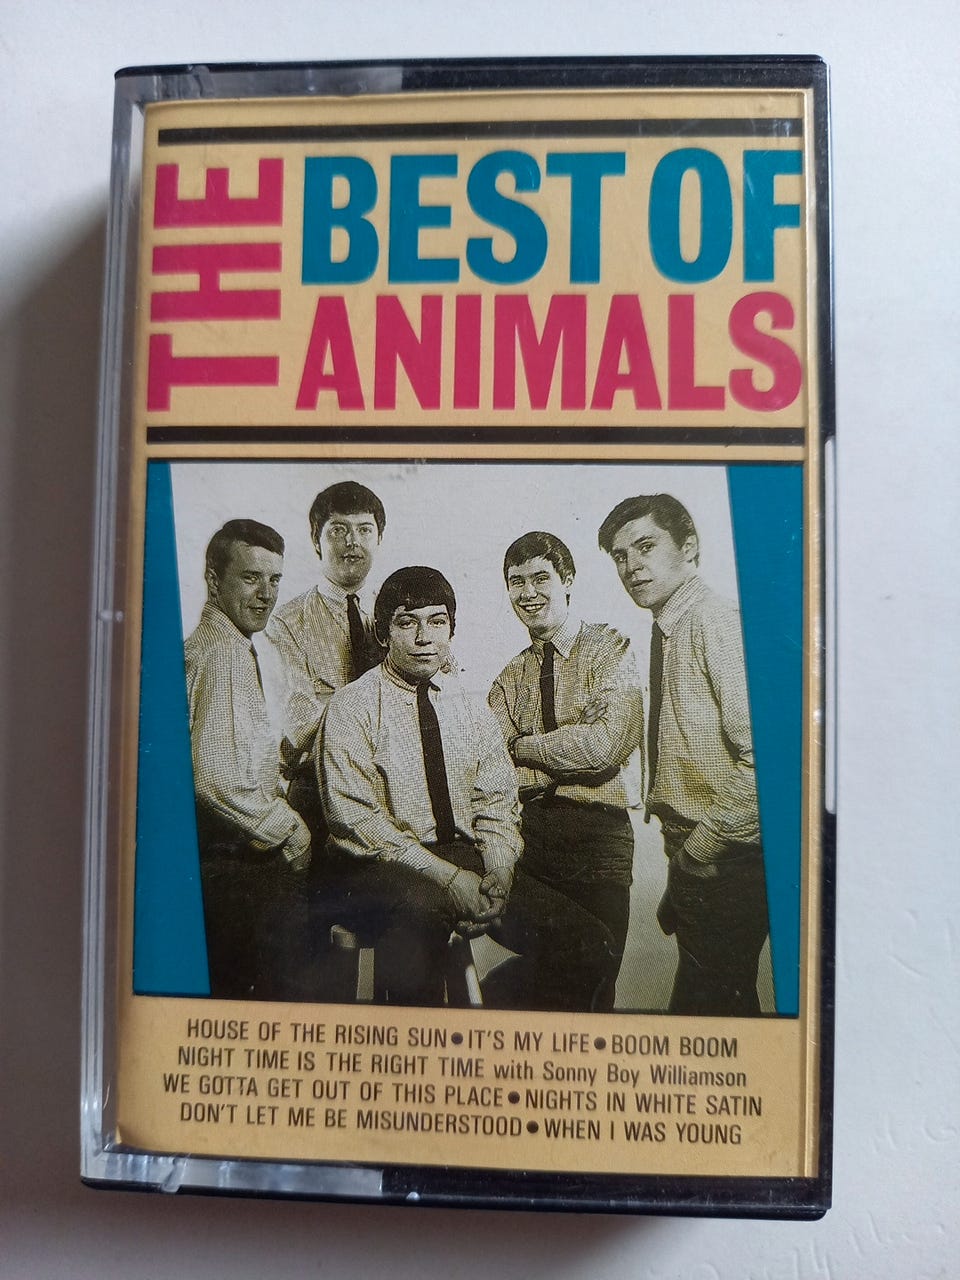 THE
BEST OF
ANIMALS
HOUSE OF THE RISING SUN•IT'S MY LIFE•BOOM BOOM
NIGHT TIME IS THE RIGHT TIME with Sonny Boy Williamson
WE GOTTA GET OUT OF THIS PLACE•NIGHTS IN WHITE SATIN
DON'T LET ME BE MISUNDERSTOOD•WHEN I WAS YOUNG